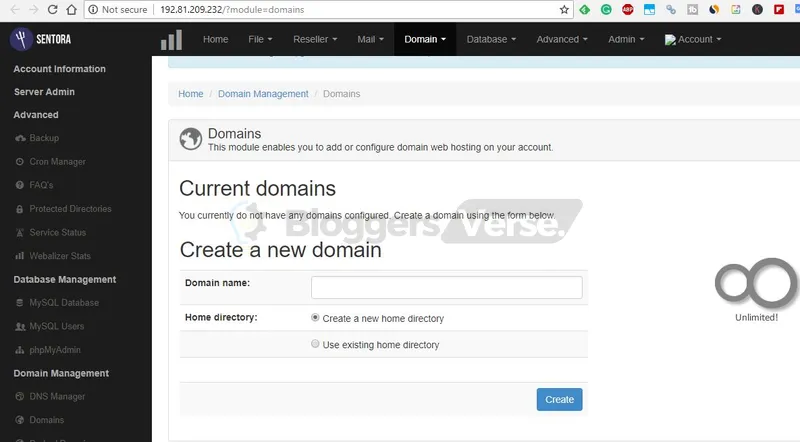 Not secure 192.81.209.232/?module=domains
ABP
SENTORA
Home File Reseller Mail Domain Database Advanced Admin Account
Account Information
Server Admin
Advanced
Backup
Cron Manager
FAQ's
Protected Directories
Service Status
Webalizer Stats
Database Management
MySQL Database
MySQL Users
phpMyAdmin
Domain Management
DNS Manager
Domains
Home / Domain Management / Domains
Domains
This module enables you to add or configure domain web hosting on your account.
Current domains
You currently do not have any domains configured. Create a domain using the form below.
Bloggers Verse.
Create a new domain
Domain name:
Home directory:
Create a new home directory
Use existing home directory
Create
Unlimited!